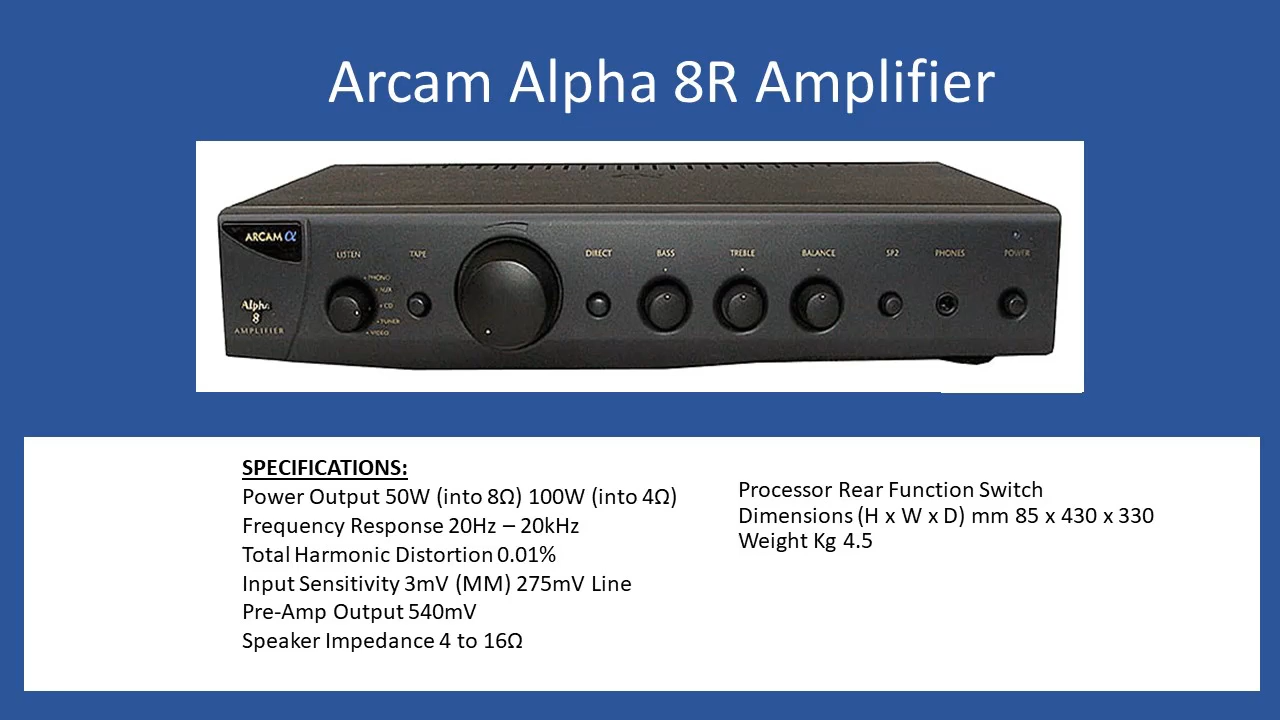 Arcam Alpha 8R Amplifier
ARCAM α
LISTEN
TAPE
DIRECT
BASS
TREBLE
BALANCE
SP2
PHONES
POWER
PHONO
AUX
CD
TUNER
VIDEO
Alpha
8
AMPLIFIER
SPECIFICATIONS:
Power Output 50W (into 8Ω) 100W (into 4Ω)
Frequency Response 20Hz – 20kHz
Total Harmonic Distortion 0.01%
Input Sensitivity 3mV (MM) 275mV Line
Pre-Amp Output 540mV
Speaker Impedance 4 to 16Ω
Processor Rear Function Switch
Dimensions (H x W x D) mm 85 x 430 x 330
Weight Kg 4.5